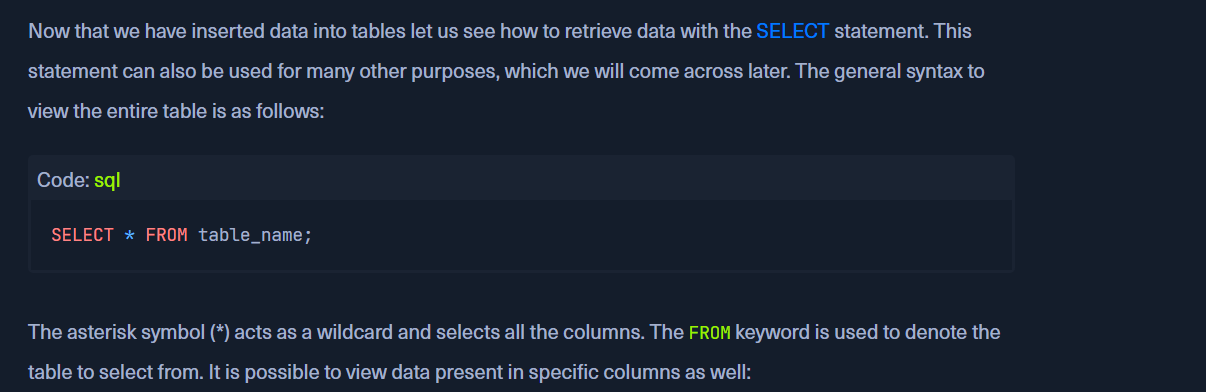 Now that we have inserted data into tables let us see how to retrieve data with the SELECT statement. This
statement can also be used for many other purposes, which we will come across later. The general syntax to
view the entire table is as follows:
Code: sql
SELECT * FROM table_name;
The asterisk symbol (*) acts as a wildcard and selects all the columns. The FROM keyword is used to denote the
table to select from. It is possible to view data present in specific columns as well: